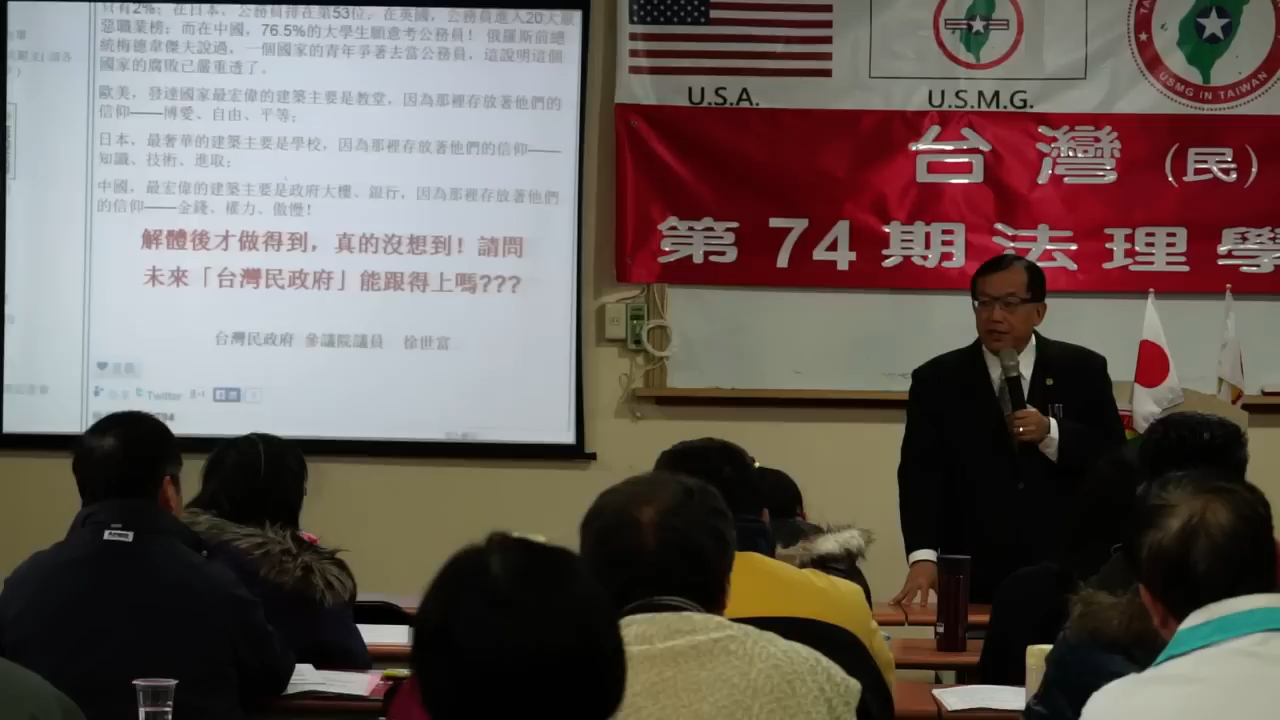 只有2%；在日本，公務員排在第53位。在英國，公務員進入20大厭
惡職業榜；而在中國，76.5%的大學生願意考公務員！俄羅斯前總
統梅德韋傑夫說過，一個國家的青年爭著去當公務員，這說明這個
國家的腐敗已嚴重透了。
歐美，發達國家最宏偉的建築主要是教堂，因為那裡存放著他們的
信仰——博愛、自由、平等；
日本，最奢華的建築主要是學校，因為那裡存放著他們的信仰——
知識、技術、進取；
中國，最宏偉的建築主要是政府大樓、銀行，因為那裡存放著他們
的信仰——金錢、權力、傲慢！
解體後才做得到，真的沒想到！請問
未來「台灣民政府」能跟得上嗎???
台灣民政府 參議院議員 徐世富
Twitter
U.S.A.
U.S.M.G.
USMG IN TAIWAN
台灣(民)
第74期法理學